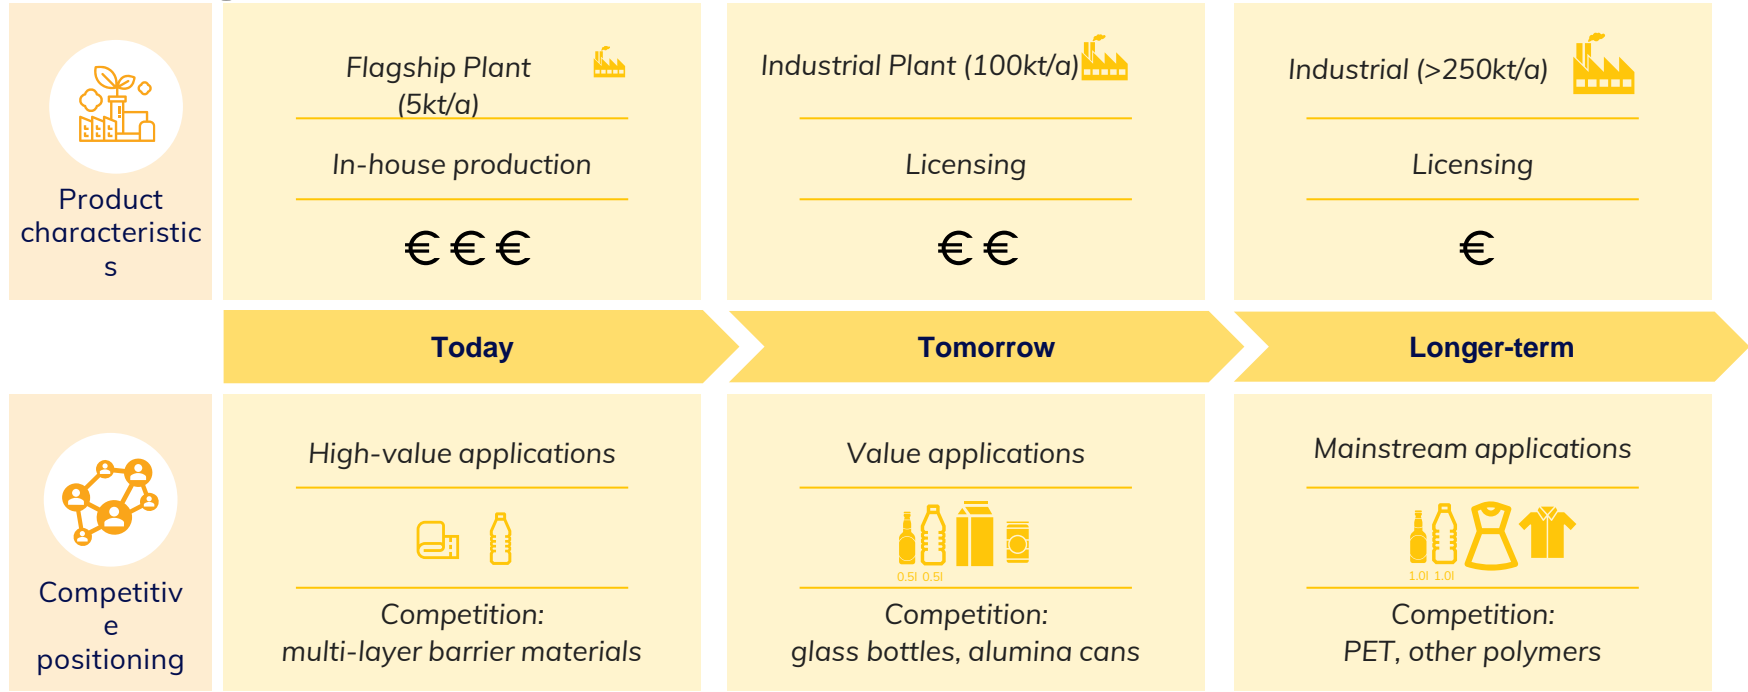 Product
characteristic
s
Flagship Plant
(5kt/a)
In-house production
€€€
Industrial Plant (100kt/a)
Licensing
€€
Industrial (>250kt/a)
Licensing
€
Today
Tomorrow
Longer-term
Competitiv
e
positioning
High-value applications
Competition:
multi-layer barrier materials
Value applications
0.5l 0.5l
Competition:
glass bottles, alumina cans
Mainstream applications
1.0l 1.0l
Competition:
PET, other polymers